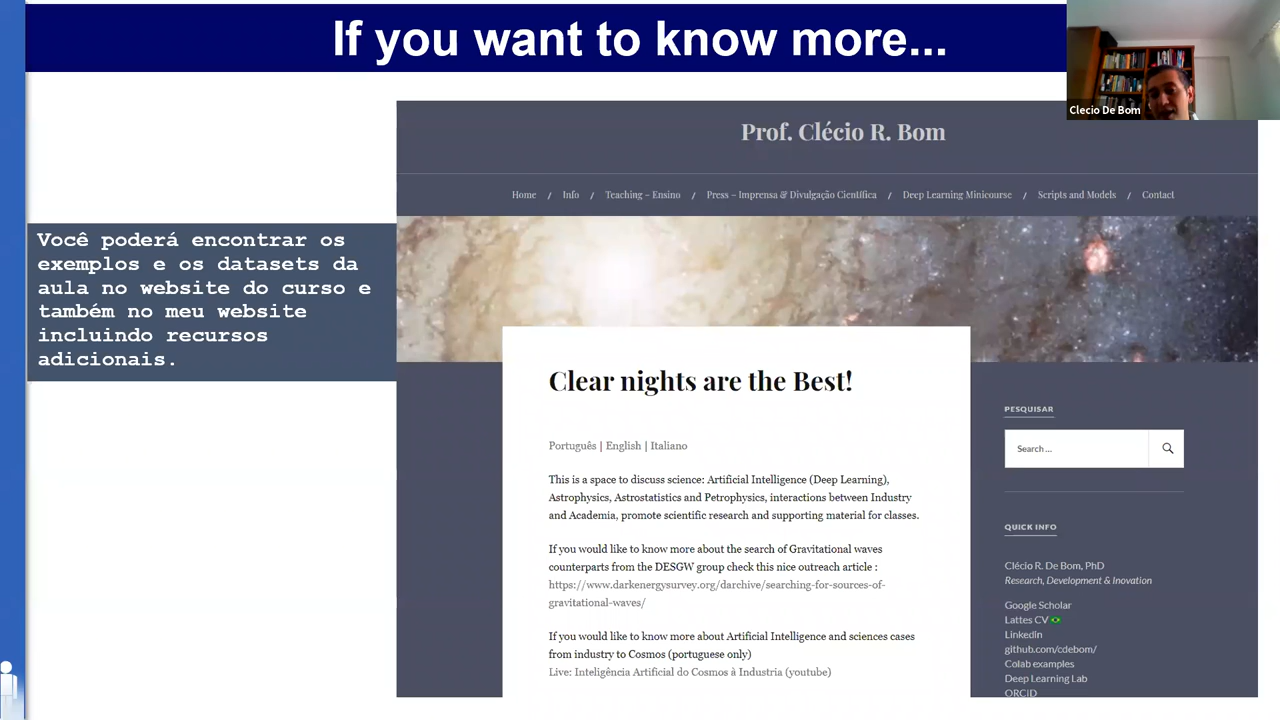 If you want to know more...
Clecio De Bom
Prof. Clécio R. Bom
Home / Info / Teaching – Ensino / Press – Imprensa & Divulgação Científica / Deep Learning Minicourse / Scripts and Models / Contact
Você poderá encontrar os
exemplos e os datasets da
aula no website do curso e
também no meu website
incluindo recursos
adicionais.
Clear nights are the Best!
Português | English | Italiano
This is a space to discuss science: Artificial Intelligence (Deep Learning),
Astrophysics, Astrostatistics and Petrophysics, interactions between Industry
and Academia, promote scientific research and supporting material for classes.
If you would like to know more about the search of Gravitational waves
counterparts from the DESGW group check this nice outreach article :
https://www.darkenergysurvey.org/darchive/searching-for-sources-of-
gravitational-waves/
If you would like to know more about Artificial Intelligence and sciences cases
from industry to Cosmos (portuguese only)
Live: Inteligência Artificial do Cosmos à Industria (youtube)
PESQUISAR
Search ...
QUICK INFO
Clécio R. De Bom, PhD
Research, Development & Inovation
Google Scholar
Lattes CV
Linkedin
github.com/cdebom/
Colab examples
Deep Learning Lab
ORCiD